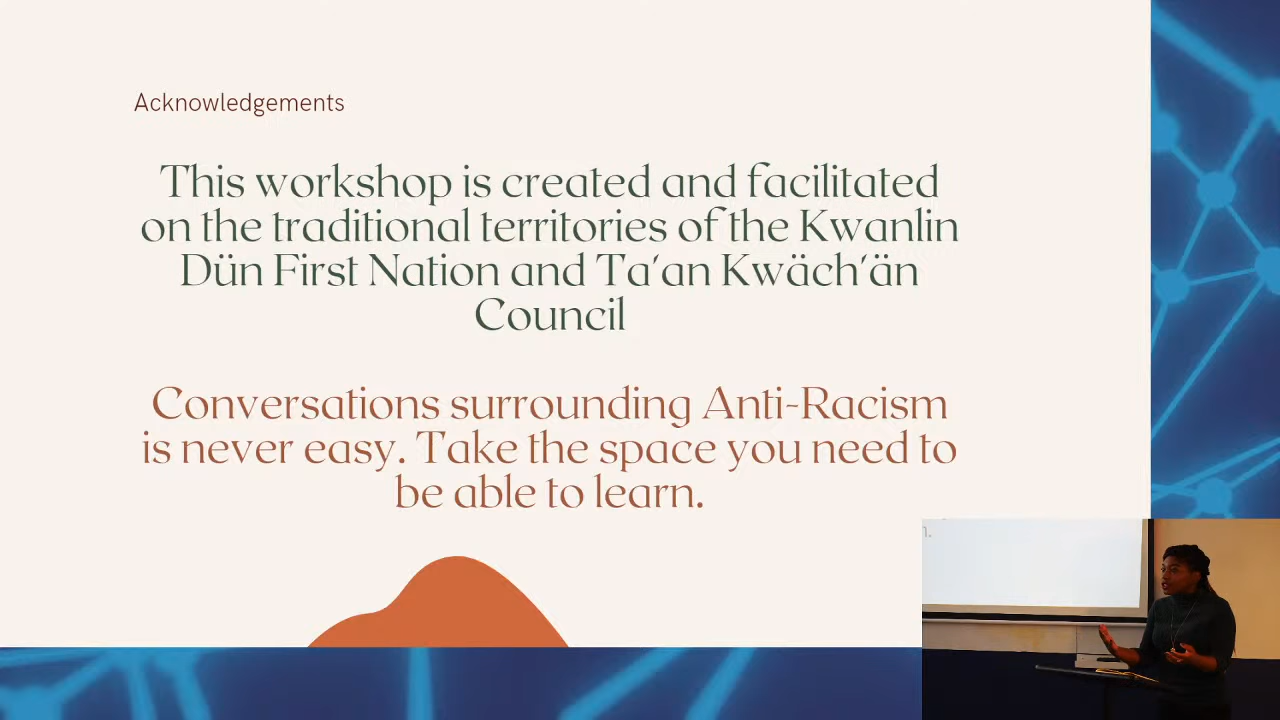 Acknowledgements
This workshop is created and facilitated
on the traditional territories of the Kwanlin
Dün First Nation and Ta'an Kwäch'än
Council
Conversations surrounding Anti-Racism
is never easy. Take the space you need to
be able to learn.